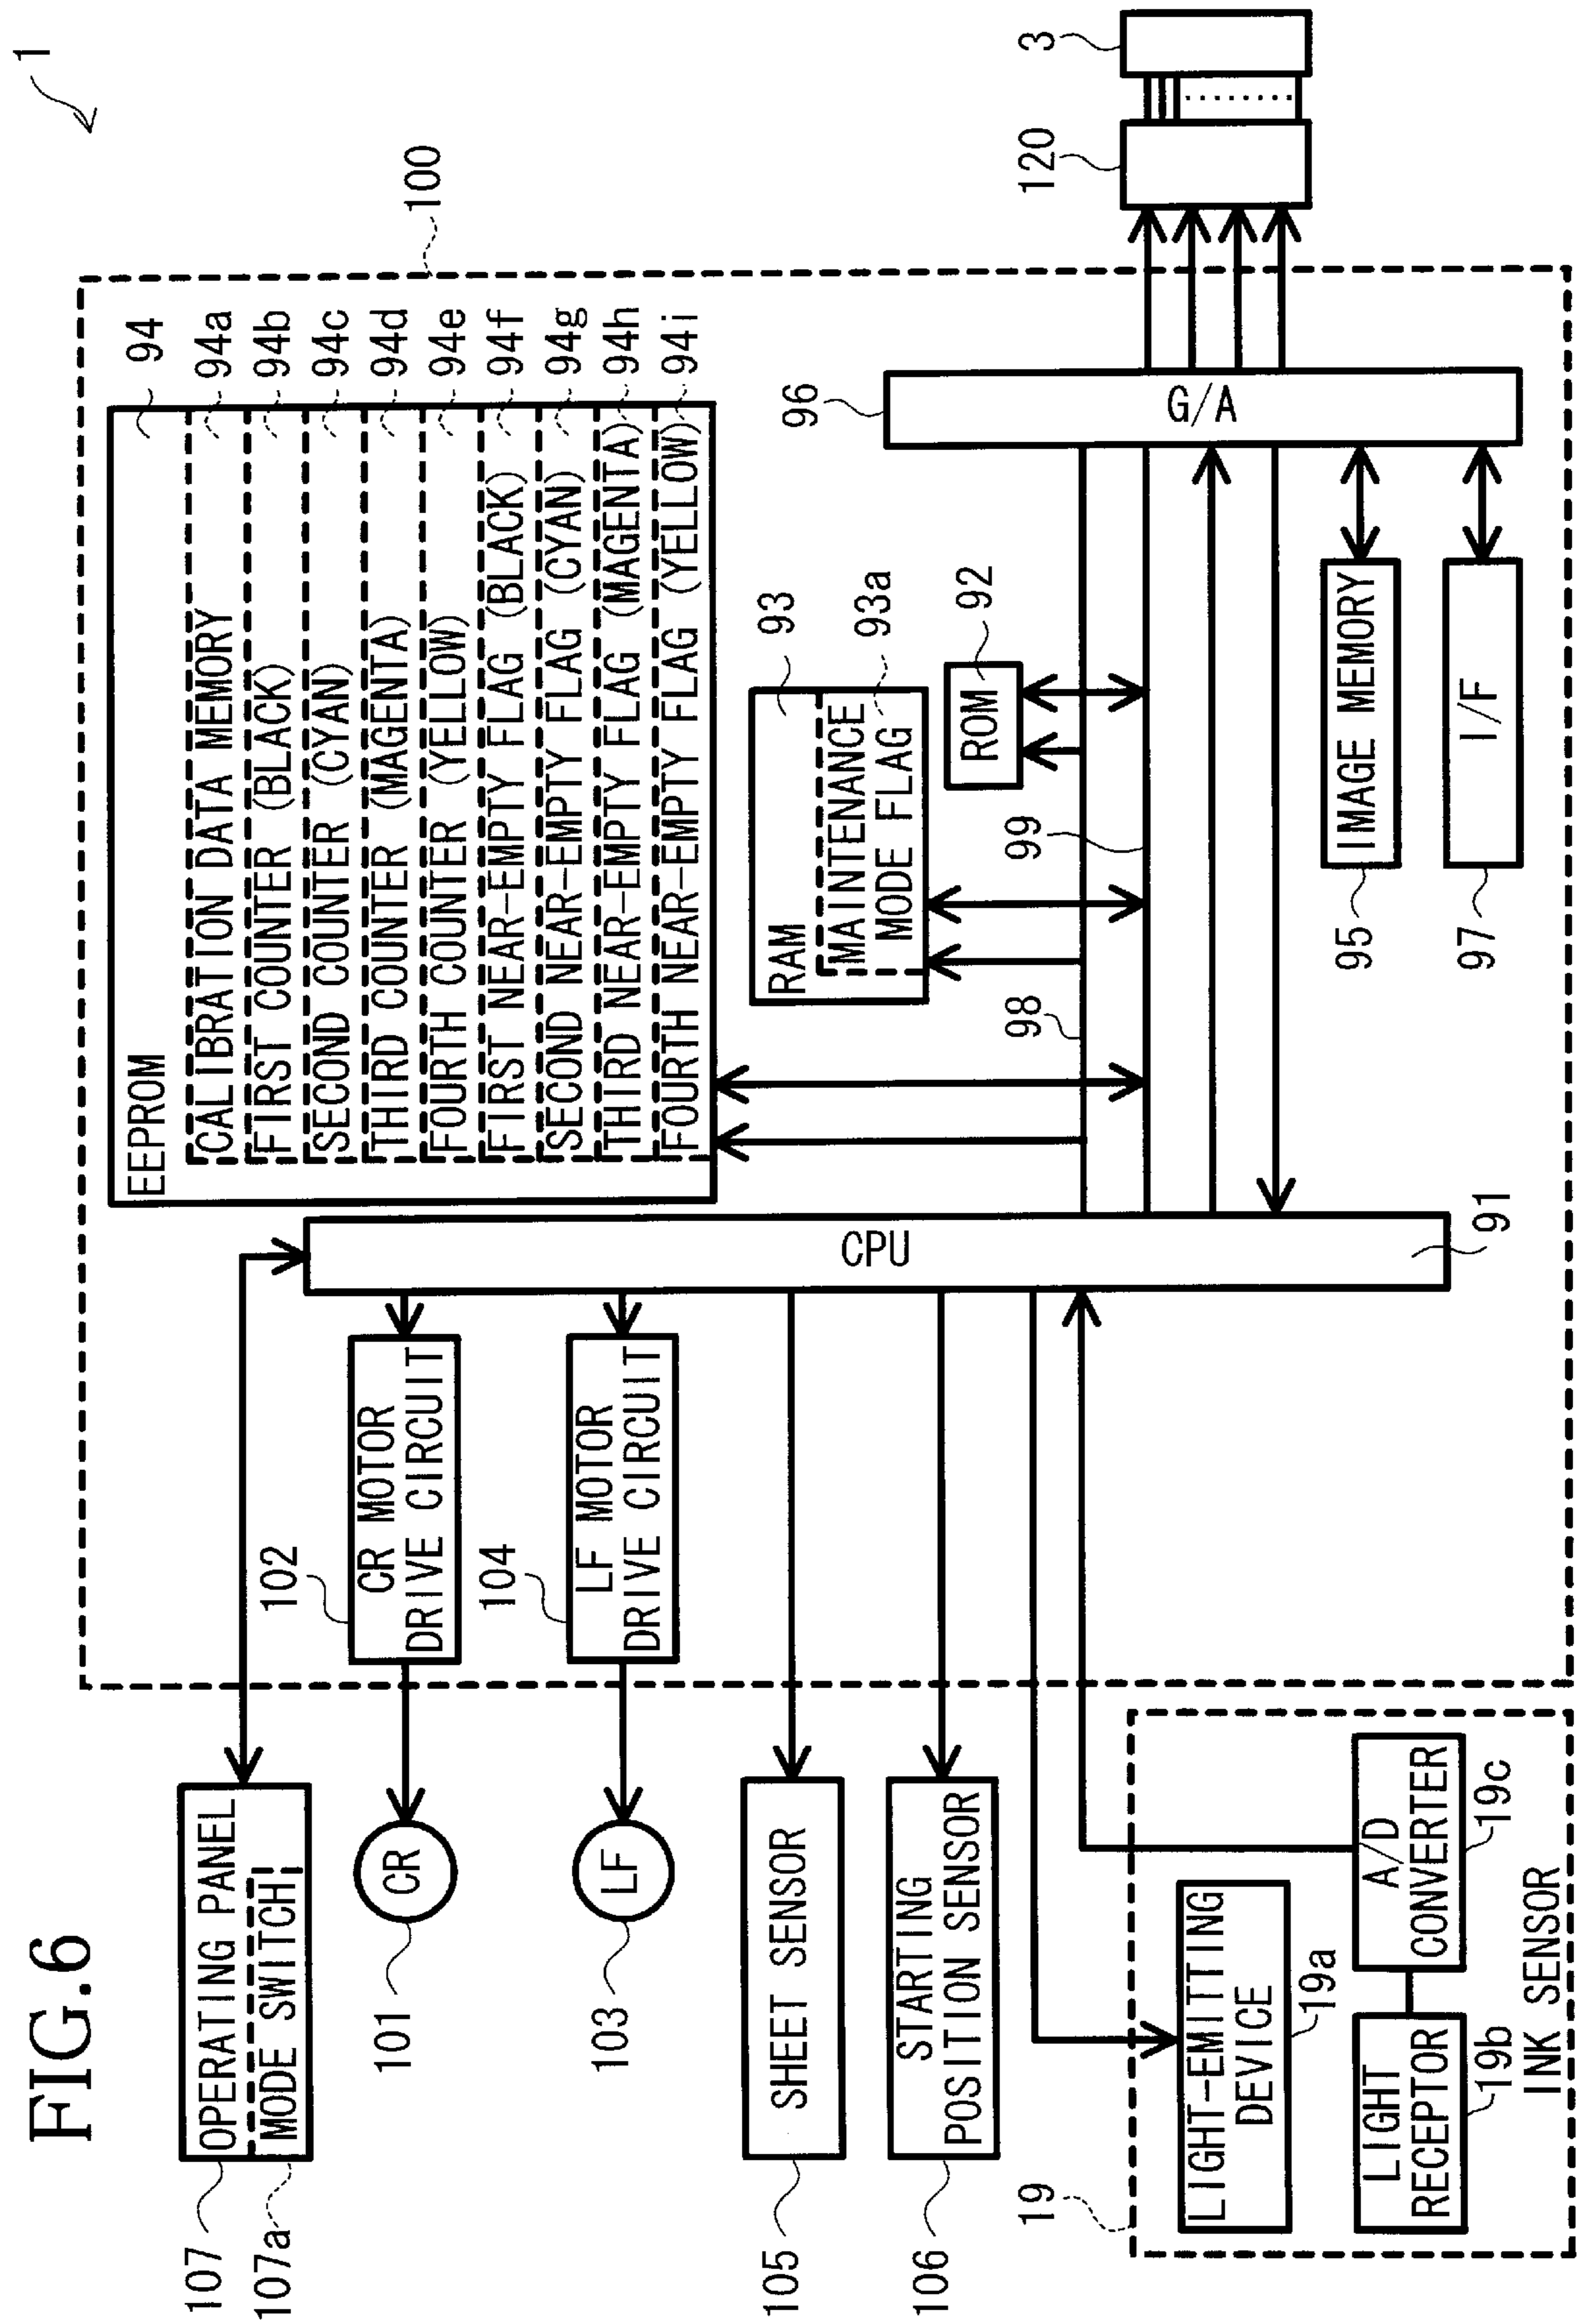 FIG.6
1
107
OPERATING PANEL
MODE SWITCH
107a
101
CR
102
CR MOTOR
DRIVE CIRCUIT
103
LF
104
LF MOTOR
DRIVE CIRCUIT
105
SHEET SENSOR
106
STARTING
POSITION SENSOR
19
LIGHT-EMITTING
DEVICE
19a
LIGHT
RECEPTOR
19b
A/D
CONVERTER
19c
INK SENSOR
CPU
91
100
EEPROM
94
CALIBRATION DATA MEMORY
94a
FIRST COUNTER (BLACK)
94b
SECOND COUNTER (CYAN)
94c
THIRD COUNTER (MAGENTA)
94d
FOURTH COUNTER (YELLOW)
94e
FIRST NEAR-EMPTY FLAG (BLACK)
94f
SECOND NEAR-EMPTY FLAG (CYAN)
94g
THIRD NEAR-EMPTY FLAG (MAGENTA)
94h
FOURTH NEAR-EMPTY FLAG (YELLOW)
94i
RAM
93
MAINTENANCE
MODE FLAG
93a
ROM
92
98
99
G/A
96
IMAGE MEMORY
95
I/F
97
120
3